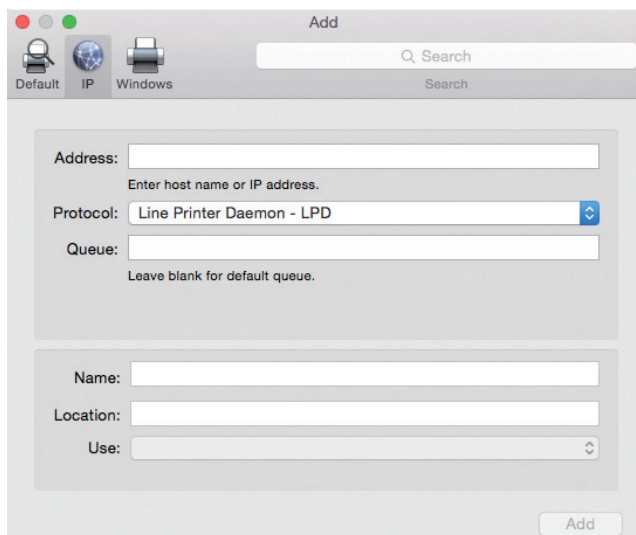 Add
Search
Default IP Windows Search
Address:
Enter host name or IP address.
Protocol: Line Printer Daemon - LPD
Queue:
Leave blank for default queue.
Name:
Location:
Use:
Add